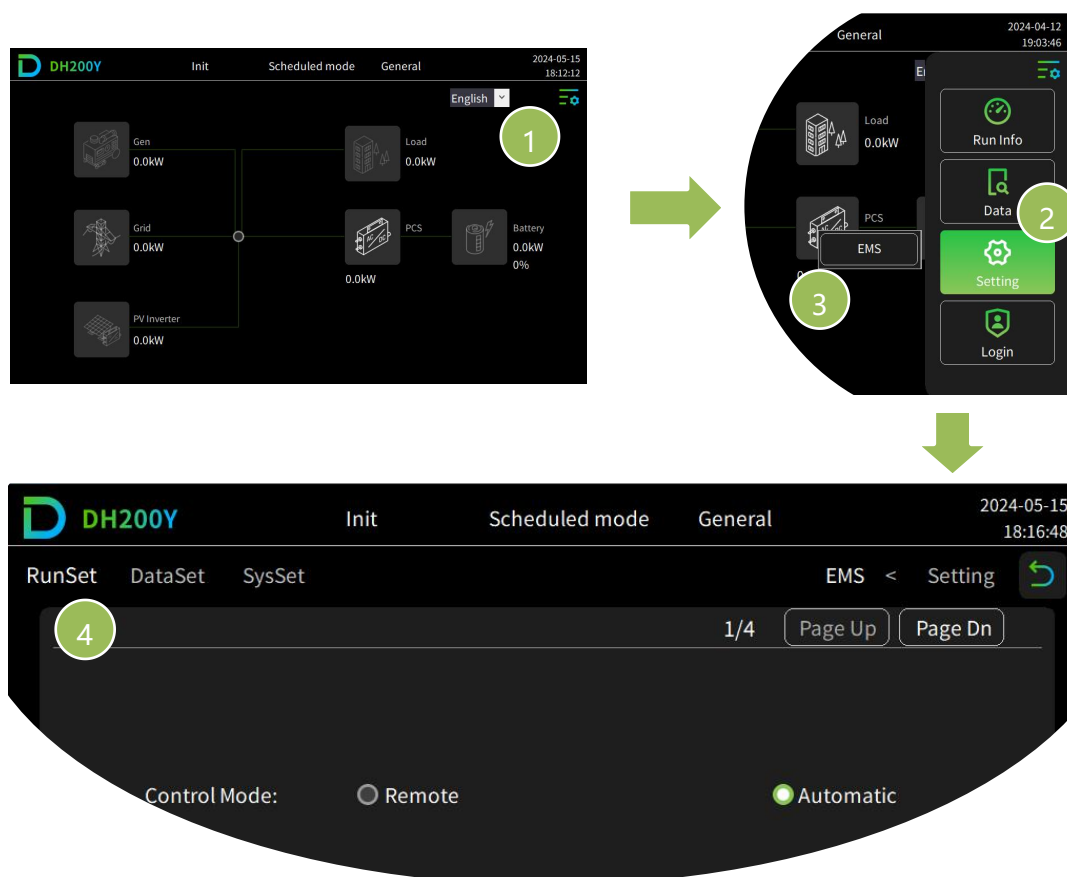 DH200Y Init Scheduled mode General 2024-05-15
18:12:12
English
1
Gen
0.0kW
Load
0.0kW
Grid
0.0kW
PCS
0.0kW
Battery
0.0kW
0%
PV Inverter
0.0kW
General 2024-04-12
19:03:46
Load
0.0kW
PCS
EMS
3
Run Info
Data
2
Setting
Login
DH200Y Init Scheduled mode General 2024-05-15
18:16:48
RunSet DataSet SysSet EMS < Setting
4
1/4 Page Up Page Dn
Control Mode: Remote Automatic